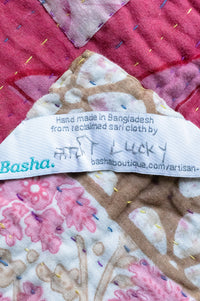 Hand made in Bangladesh
from reclaimed sari cloth by
Basha. Lucky
bashaboutique.com/artisan-